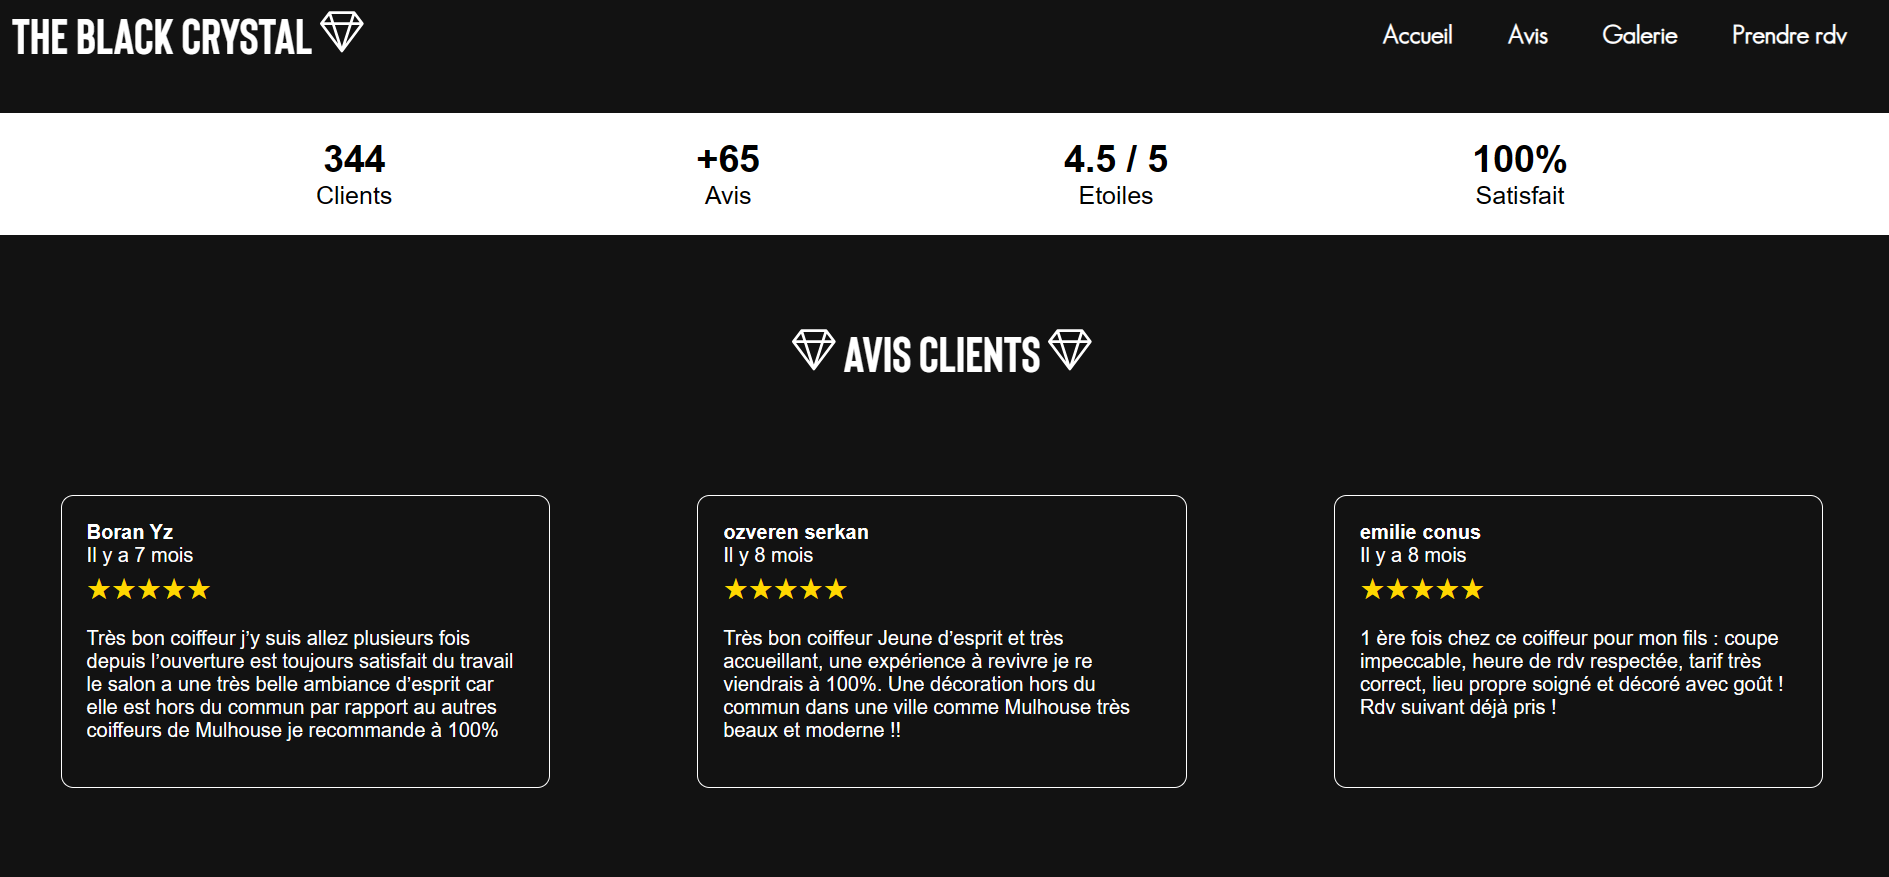 THE BLACK CRYSTAL
Accueil Avis Galerie Prendre rdv
344 +65 4.5 / 5 100%
Clients Avis Etoiles Satisfait
AVIS CLIENTS
Boran Yz
Il y a 7 mois
★★★★★
Très bon coiffeur j’y suis allez plusieurs fois
depuis l’ouverture est toujours satisfait du travail
le salon a une très belle ambiance d’esprit car
elle est hors du commun par rapport au autres
coiffeurs de Mulhouse je recommande à 100%
ozveren serkan
Il y 8 mois
★★★★★
Très bon coiffeur Jeune d’esprit et très
accueillant, une expérience à revivre je re
viendrais à 100%. Une décoration hors du
commun dans une ville comme Mulhouse très
beaux et moderne !!
emilie conus
Il y a 8 mois
★★★★★
1 ère fois chez ce coiffeur pour mon fils : coupe
impeccable, heure de rdv respectée, tarif très
correct, lieu propre soigné et décoré avec goût !
Rdv suivant déjà pris !